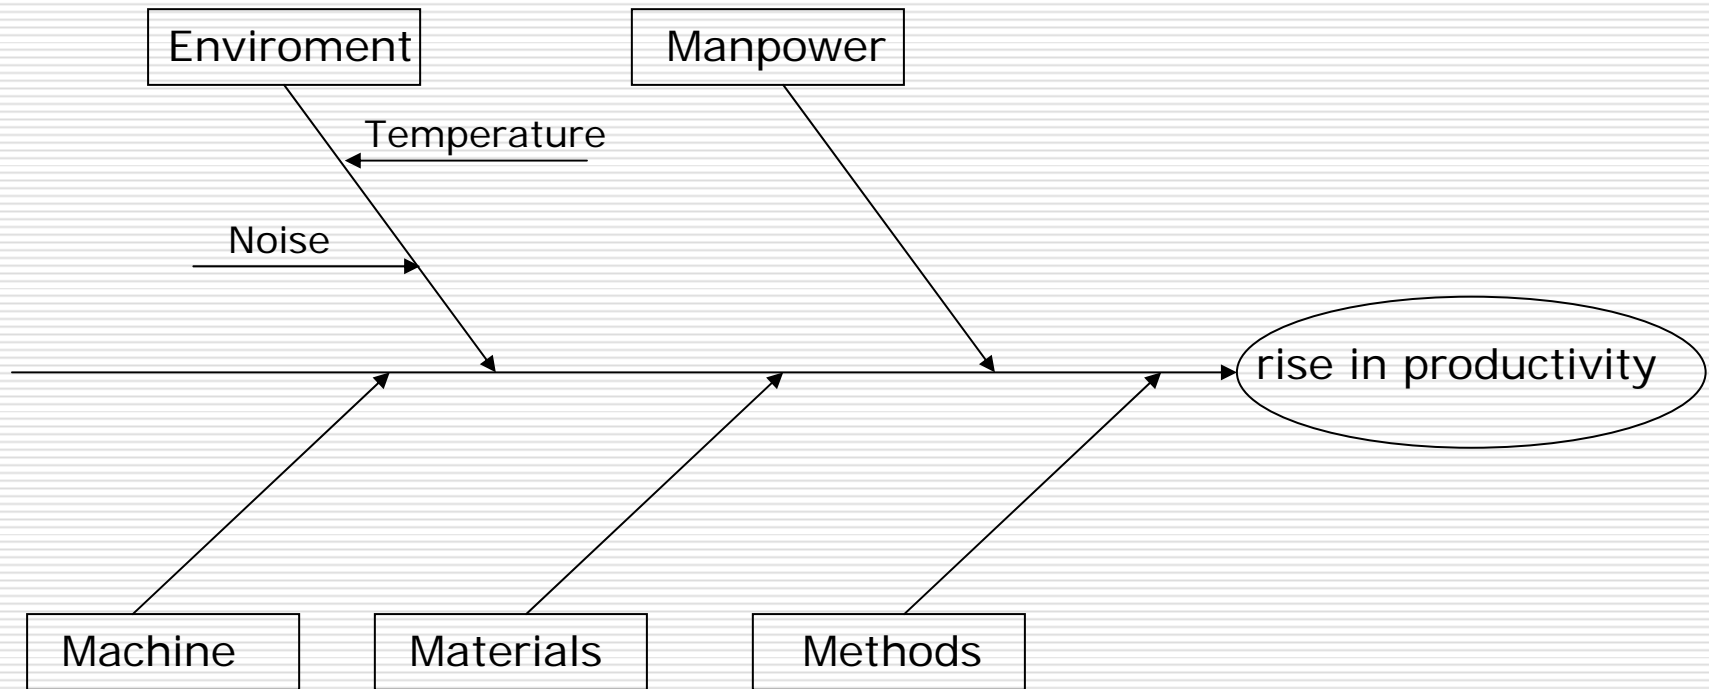 Enviroment
Manpower
Temperature
Noise
rise in productivity
Machine
Materials
Methods